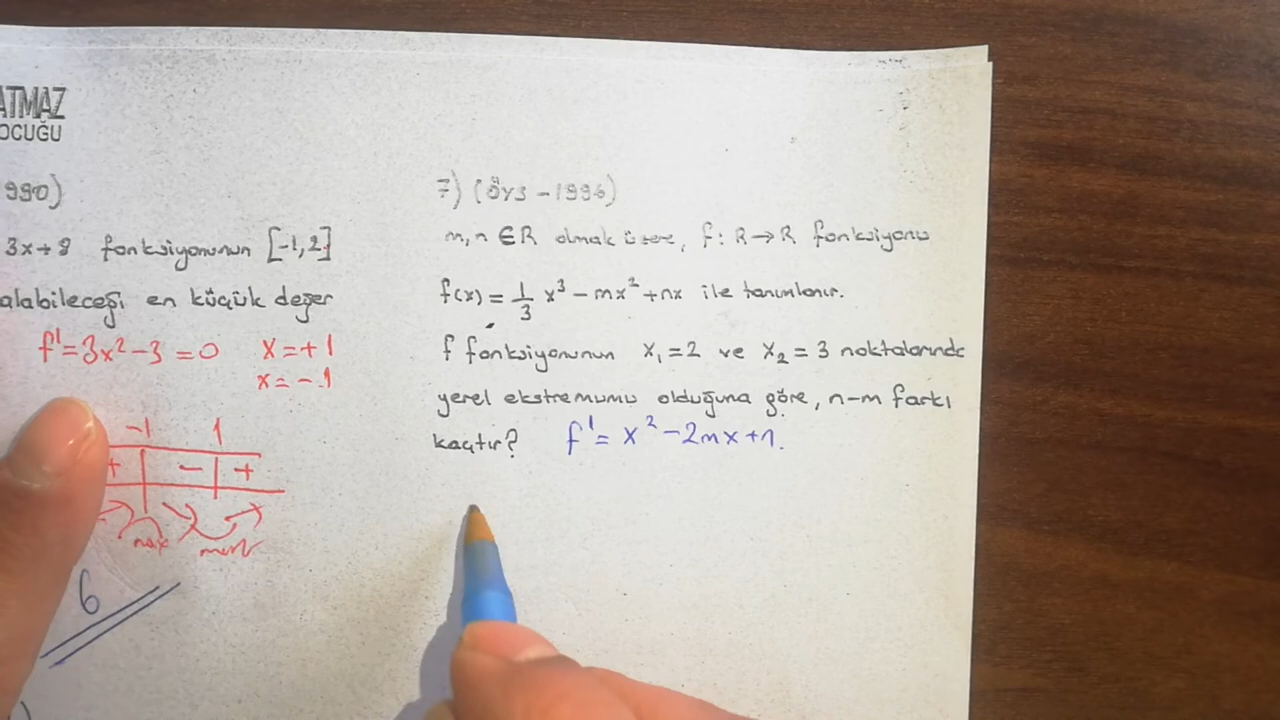 ATMAZ
OCUĞU
990)
3x+8 fonksiyonunun [-1,2]
alabileceği en küçük değer
f'=3x²-3=0 x=+1
x=-1
-1 1
+ - +
max min
6
7) (ÖYS-1996)
m,n ∈R olmak üzere, f: R→R fonksiyonu
f(x) = 1/3 x³ - mx² + nx ile tanımlanır.
f fonksiyonunun x₁=2 ve x₂=3 noktalarında
yerel ekstremumu olduğuna göre, n-m farkı
kaçtır? f'= x²-2mx+n.